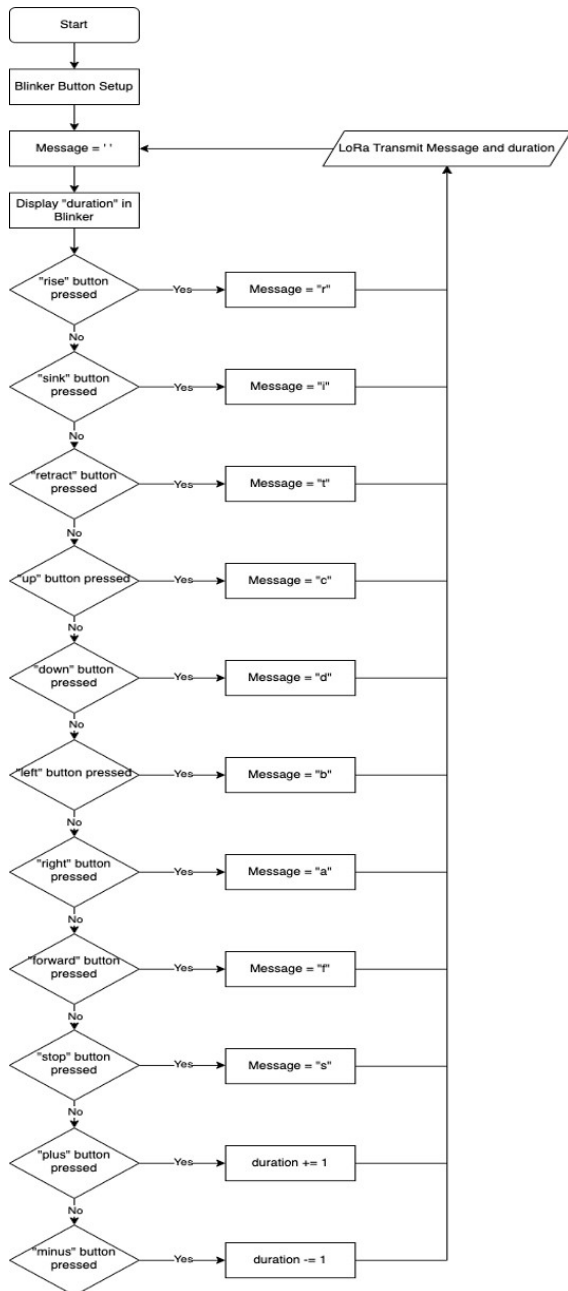 Start
Blinker Button Setup
Message = ' '
LoRa Transmit Message and duration
Display "duration" in
Blinker
"rise" button
pressed
Yes
Message = "r"
No
"sink" button
pressed
Yes
Message = "i"
No
"retract" button
pressed
Yes
Message = "t"
No
"up" button pressed
Yes
Message = "c"
No
"down" button
pressed
Yes
Message = "d"
No
"left" button pressed
Yes
Message = "b"
No
"right" button
pressed
Yes
Message = "a"
No
"forward" button
pressed
Yes
Message = "f"
No
"stop" button
pressed
Yes
Message = "s"
No
"plus" button
pressed
Yes
duration += 1
No
"minus" button
pressed
Yes
duration -= 1